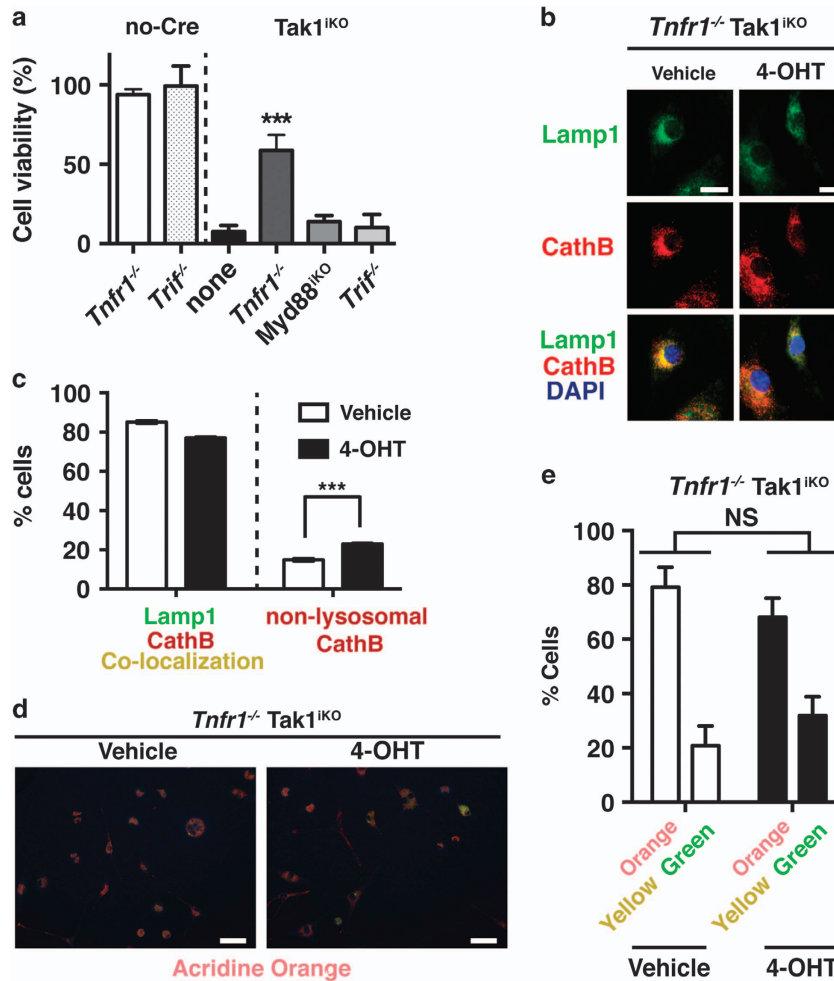 a
no-Cre Tak1iKO
Cell viability (%)
100
50
0
Tnfr1-/- Trif-/- none Tnfr1-/- Myd88iKO Trif-/-
***
b
Tnfr1-/- Tak1iKO
Vehicle 4-OHT
Lamp1
CathB
Lamp1
CathB
DAPI
c
% cells
100
80
60
40
20
0
Vehicle
4-OHT
***
Lamp1
CathB
Co-localization
non-lysosomal
CathB
d
Tnfr1-/- Tak1iKO
Vehicle 4-OHT
Acridine Orange
e
Tnfr1-/- Tak1iKO
NS
% Cells
100
80
60
40
20
0
Orange Green Orange Green
Yellow Yellow
Vehicle 4-OHT